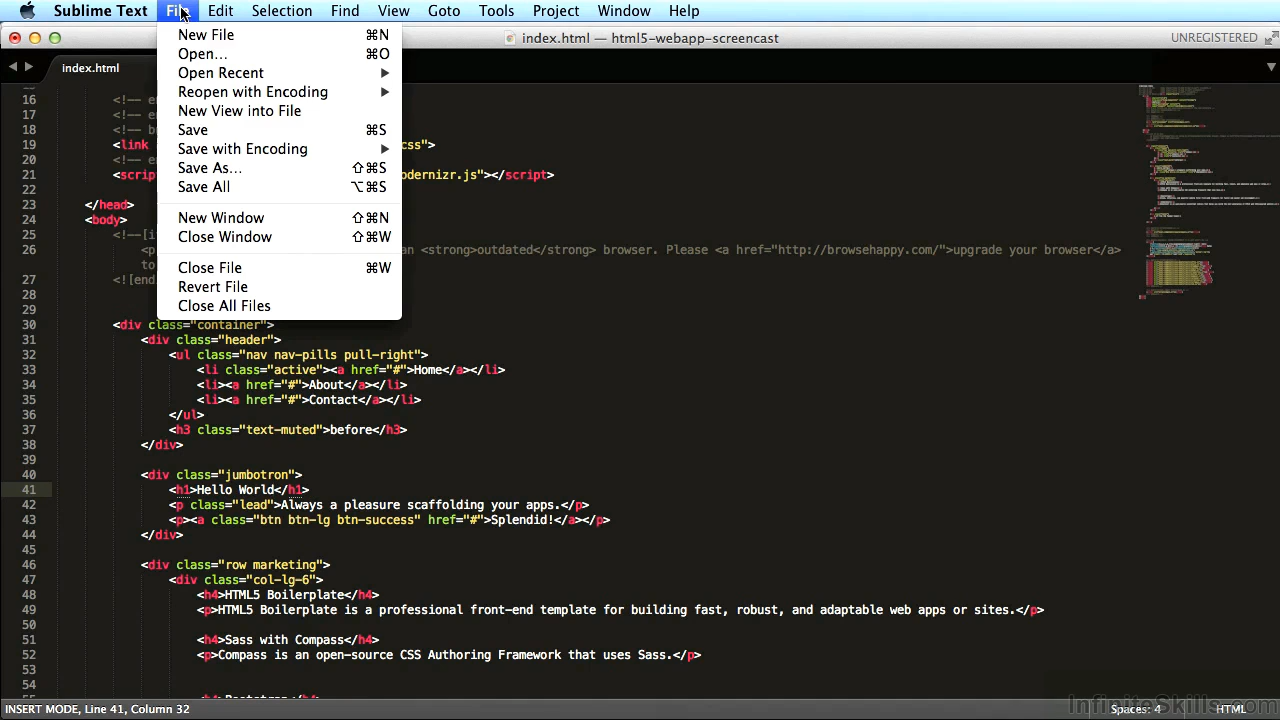 Sublime Text File Edit Selection Find View Goto Tools Project Window Help
index.html — html5-webapp-screencast UNREGISTERED
index.html
New File ⌘N
Open... ⌘O
Open Recent
Reopen with Encoding
New View into File
Save ⌘S
Save with Encoding
Save As... ⇧⌘S
Save All ⌥⌘S
New Window ⇧⌘N
Close Window ⇧⌘W
Close File ⌘W
Revert File
Close All Files
16 <!--
17 <!--
18 <!--
19 <link css">
20 <!--
21 <script odernizr.js"></script>
22
23 </head>
24 <body>
25 <!--[i
26 <p an <strong>outdated</strong> browser. Please <a href="http://browsehappy.com/">upgrade your browser</a>
to
27 <![en
28
29
30 <div class="container">
31 <div class="header">
32 <ul class="nav nav-pills pull-right">
33 <li class="active"><a href="#">Home</a></li>
34 <li><a href="#">About</a></li>
35 <li><a href="#">Contact</a></li>
36 </ul>
37 <h3 class="text-muted">before</h3>
38 </div>
39
40 <div class="jumbotron">
41 <h1>Hello World</h1>
42 <p class="lead">Always a pleasure scaffolding your apps.</p>
43 <p><a class="btn btn-lg btn-success" href="#">Splendid!</a></p>
44 </div>
45
46 <div class="row marketing">
47 <div class="col-lg-6">
48 <h4>HTML5 Boilerplate</h4>
49 <p>HTML5 Boilerplate is a professional front-end template for building fast, robust, and adaptable web apps or sites.</p>
50
51 <h4>Sass with Compass</h4>
52 <p>Compass is an open-source CSS Authoring Framework that uses Sass.</p>
53
54
INSERT MODE, Line 41, Column 32 Spaces: 4 HTML
InfiniteSkills.com